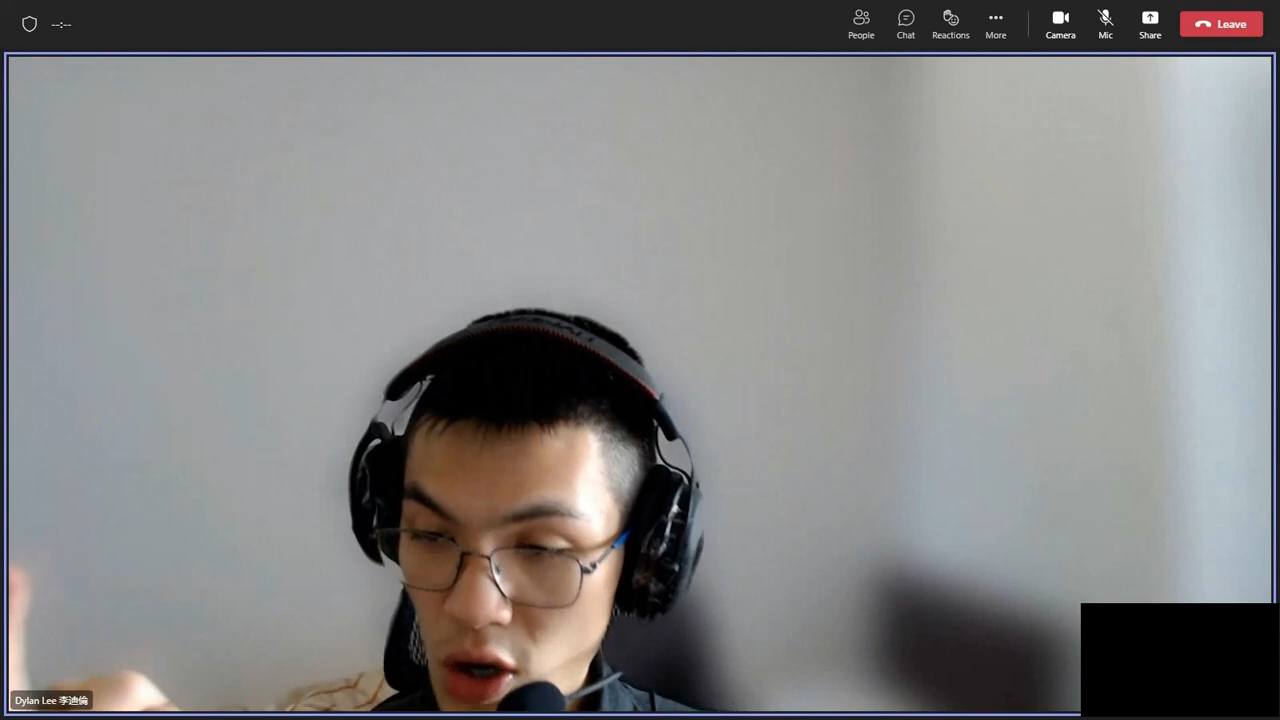 --:--
People
Chat
Reactions
More
Camera
Mic
Share
Leave
Dylan Lee 李迪倫